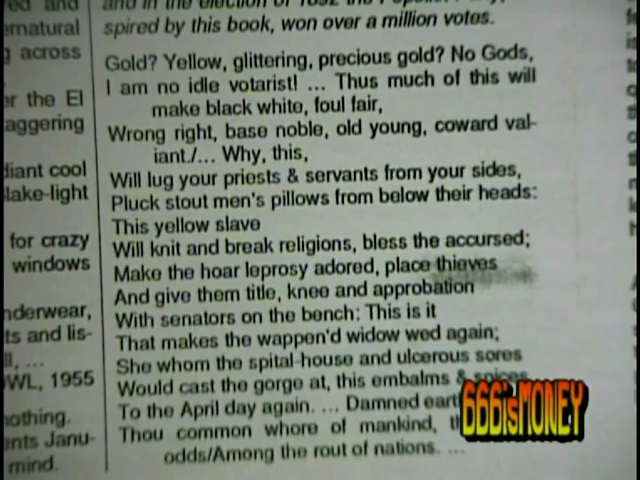 ed and
ernatural
g across
er the El
aggering
diant cool
lake-light
for crazy
windows
nderwear,
ts and lis-
ll, ...
OWL, 1955
nothing.
ents Janu-
mind.
spired by this book, won over a million votes.
Gold? Yellow, glittering, precious gold? No Gods,
I am no idle votarist! ... Thus much of this will
make black white, foul fair,
Wrong right, base noble, old young, coward val-
iant./... Why, this,
Will lug your priests & servants from your sides,
Pluck stout men's pillows from below their heads:
This yellow slave
Will knit and break religions, bless the accursed;
Make the hoar leprosy adored, place thieves
And give them title, knee and approbation
With senators on the bench: This is it
That makes the wappen'd widow wed again;
She whom the spital-house and ulcerous sores
Would cast the gorge at, this embalms & spices
To the April day again. ... Damned eart
Thou common whore of mankind, th
odds/Among the rout of nations. ...
666isMONEY